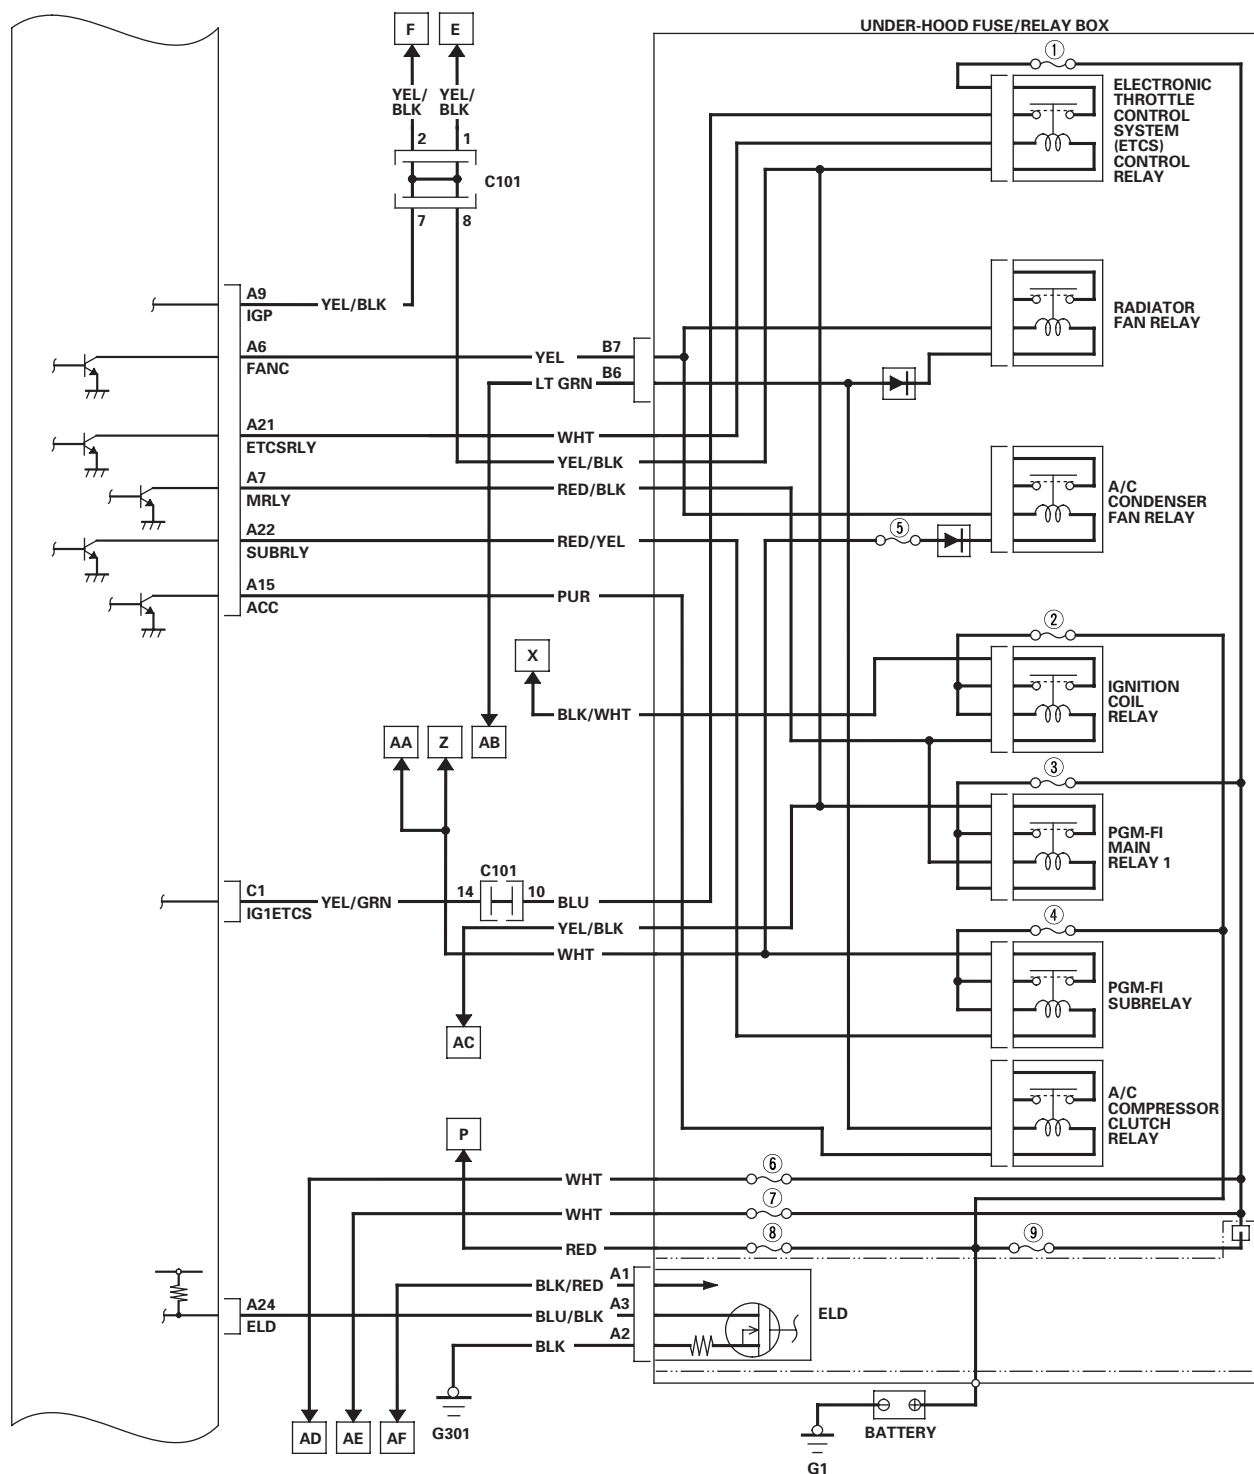 UNDER-HOOD FUSE/RELAY BOX
F
E
YEL/
BLK
YEL/
BLK
2
1
C101
7
8
1
ELECTRONIC
THROTTLE
CONTROL
SYSTEM
(ETCS)
CONTROL
RELAY
A9
IGP
YEL/BLK
RADIATOR
FAN RELAY
A6
FANC
YEL
B7
LT GRN
B6
A21
ETCSRLY
WHT
YEL/BLK
A7
MRLY
RED/BLK
A/C
CONDENSER
FAN RELAY
5
A22
SUBRLY
RED/YEL
A15
ACC
PUR
2
X
IGNITION
COIL
RELAY
BLK/WHT
AA
Z
AB
3
PGM-FI
MAIN
RELAY 1
C101
C1
IG1ETCS
YEL/GRN
14
10
BLU
YEL/BLK
4
WHT
PGM-FI
SUBRELAY
AC
A/C
COMPRESSOR
CLUTCH
RELAY
P
WHT
6
WHT
7
RED
8
9
BLK/RED
A1
A24
ELD
BLU/BLK
A3
ELD
BLK
A2
AD
AE
AF
G301
BATTERY
G1